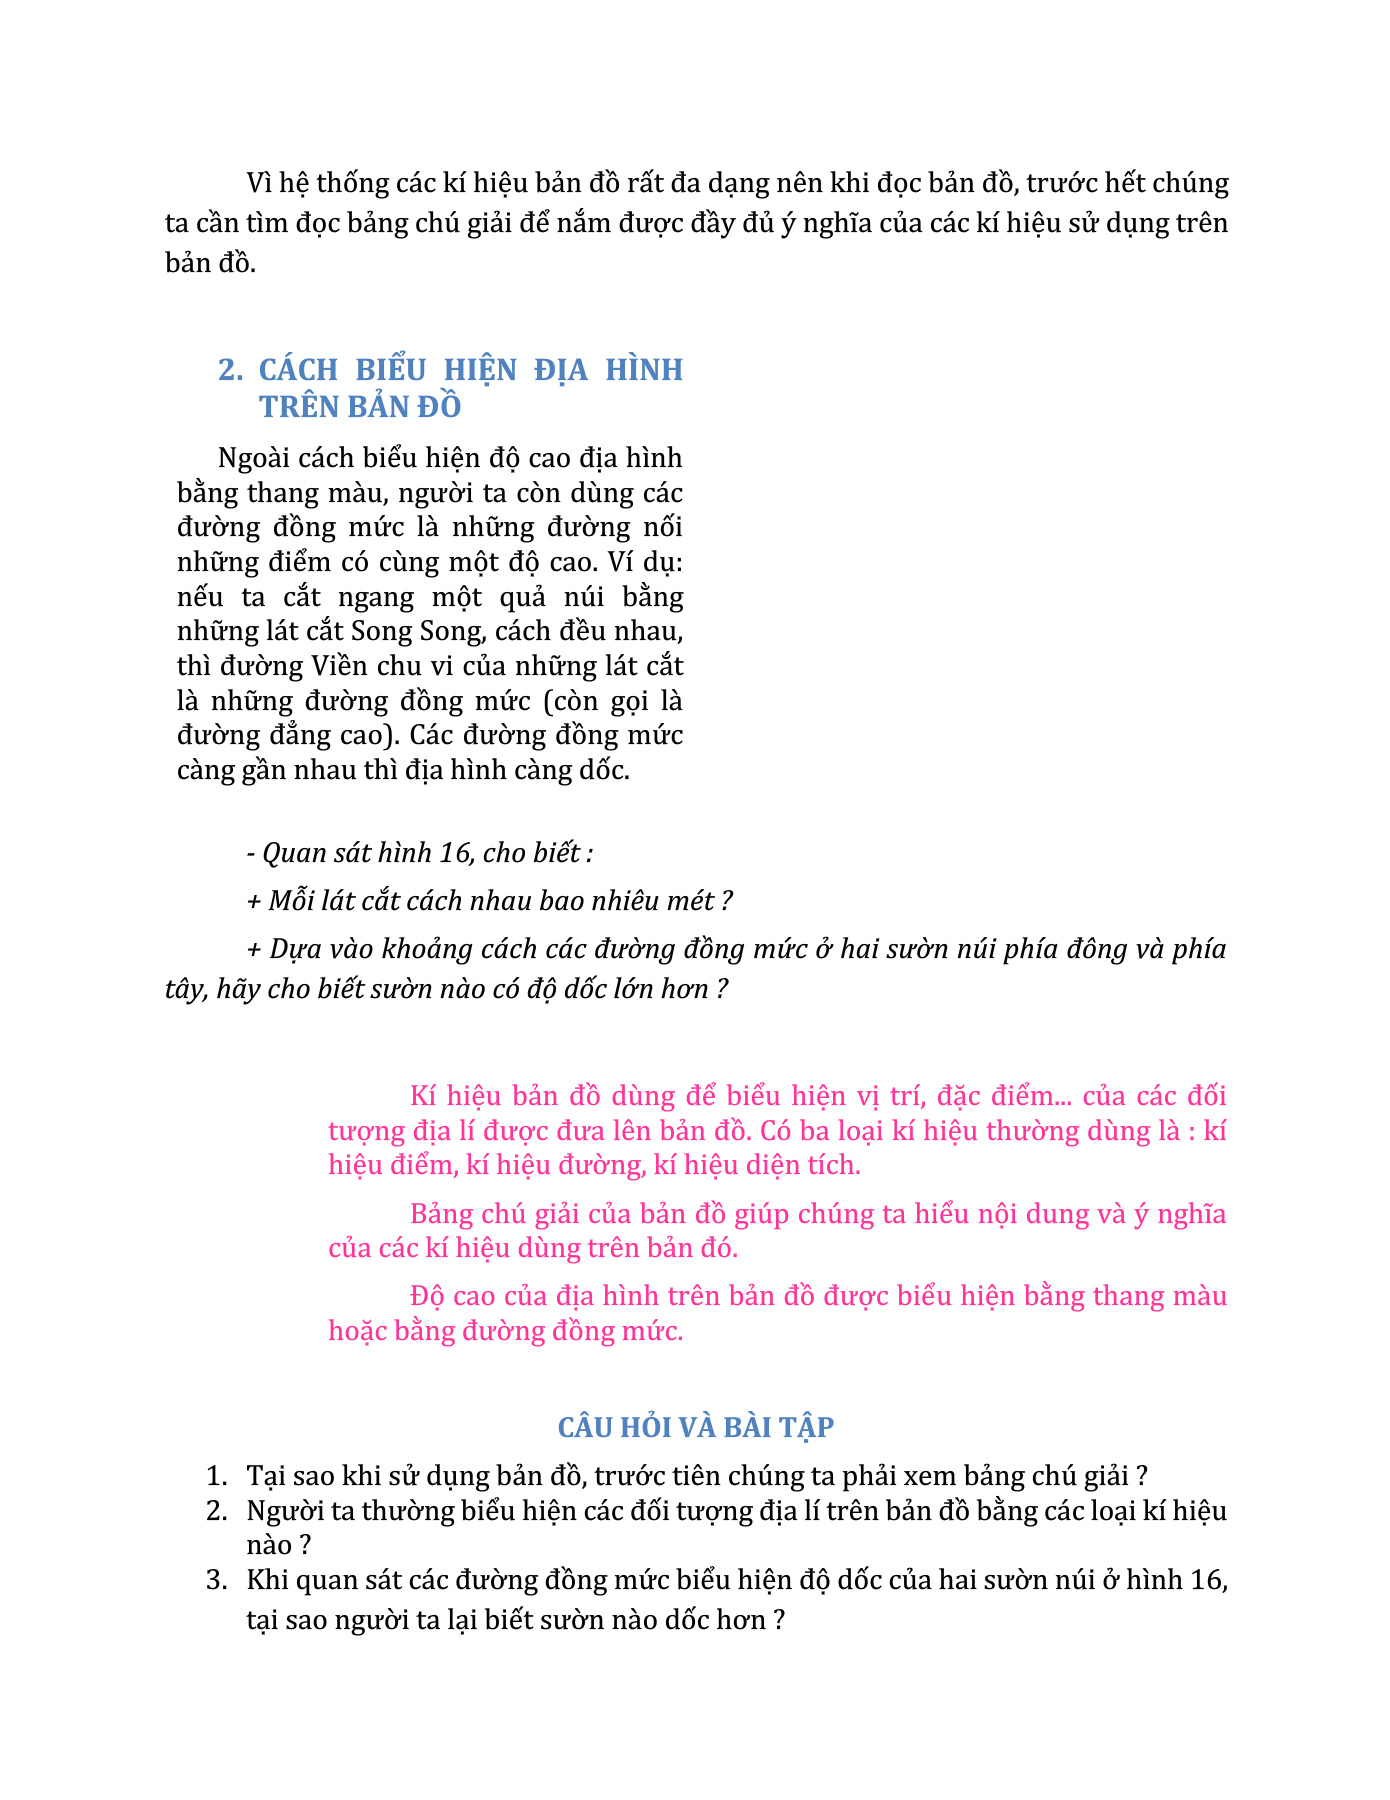 Vì hệ thống các kí hiệu bản đồ rất đa dạng nên khi đọc bản đồ, trước hết chúng
ta cần tìm đọc bảng chú giải để nắm được đầy đủ ý nghĩa của các kí hiệu sử dụng trên
bản đồ.
2. CÁCH BIỂU HIỆN ĐỊA HÌNH
TRÊN BẢN ĐỒ
Ngoài cách biểu hiện độ cao địa hình
bằng thang màu, người ta còn dùng các
đường đồng mức là những đường nối
những điểm có cùng một độ cao. Ví dụ:
nếu ta cắt ngang một quả núi bằng
những lát cắt Song Song, cách đều nhau,
thì đường Viền chu vi của những lát cắt
là những đường đồng mức (còn gọi là
đường đẳng cao). Các đường đồng mức
càng gần nhau thì địa hình càng dốc.
- Quan sát hình 16, cho biết :
+ Mỗi lát cắt cách nhau bao nhiêu mét ?
+ Dựa vào khoảng cách các đường đồng mức ở hai sườn núi phía đông và phía
tây, hãy cho biết sườn nào có độ dốc lớn hơn ?
Kí hiệu bản đồ dùng để biểu hiện vị trí, đặc điểm... của các đối
tượng địa lí được đưa lên bản đồ. Có ba loại kí hiệu thường dùng là : kí
hiệu điểm, kí hiệu đường, kí hiệu diện tích.
Bảng chú giải của bản đồ giúp chúng ta hiểu nội dung và ý nghĩa
của các kí hiệu dùng trên bản đó.
Độ cao của địa hình trên bản đồ được biểu hiện bằng thang màu
hoặc bằng đường đồng mức.
CÂU HỎI VÀ BÀI TẬP
1. Tại sao khi sử dụng bản đồ, trước tiên chúng ta phải xem bảng chú giải ?
2. Người ta thường biểu hiện các đối tượng địa lí trên bản đồ bằng các loại kí hiệu
nào ?
3. Khi quan sát các đường đồng mức biểu hiện độ dốc của hai sườn núi ở hình 16,
tại sao người ta lại biết sườn nào dốc hơn ?